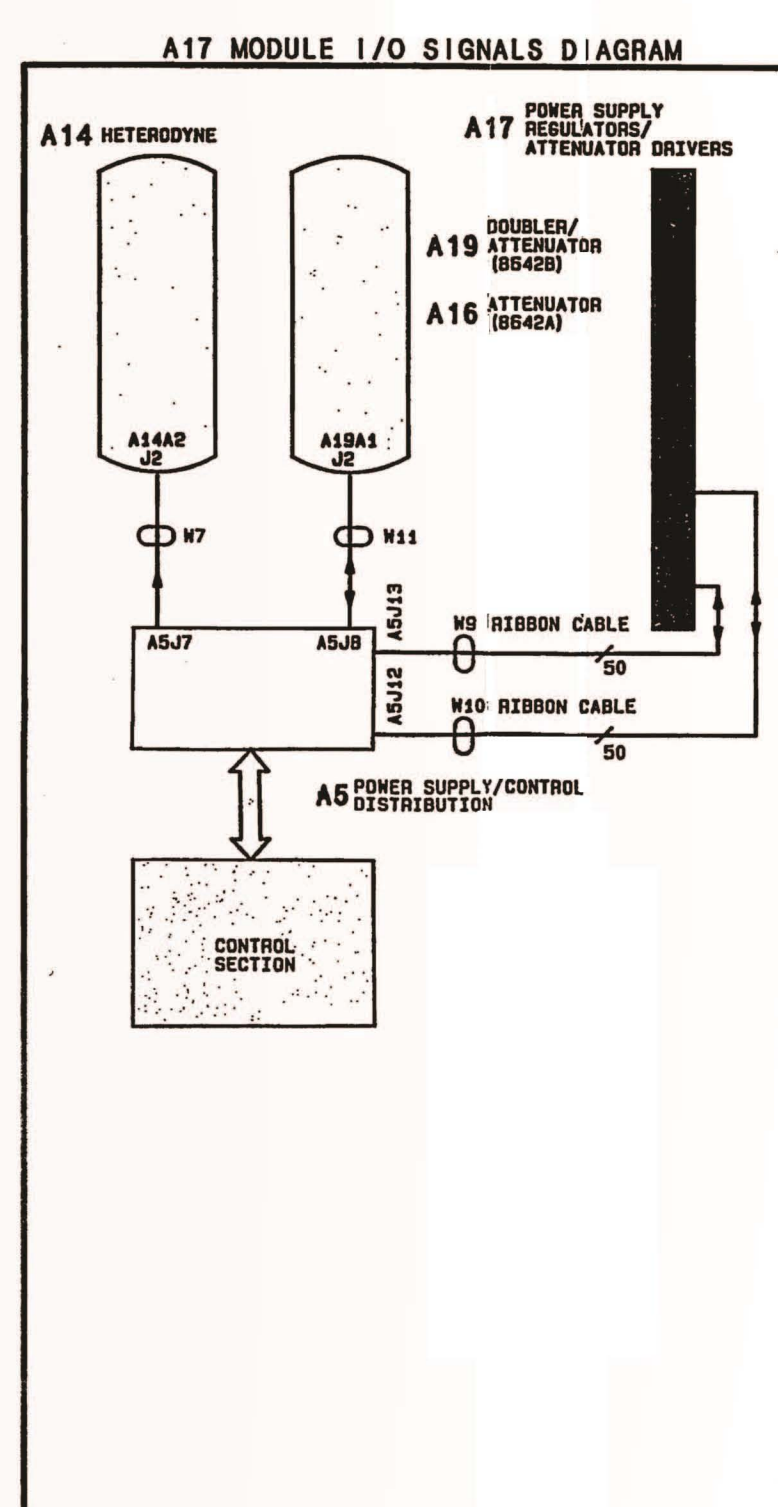 A17 MODULE I/O SIGNALS DIAGRAM
A14 HETERODYNE
A17 POWER SUPPLY
REGULATORS/
ATTENUATOR DRIVERS
A19 DOUBLER/
ATTENUATOR
(8642B)
A16 ATTENUATOR
(8642A)
A14A2
J2
A19A1
J2
W7
W11
A5J7
A5J8
A5J13
A5J12
W9 RIBBON CABLE
50
W10 RIBBON CABLE
50
A5 POWER SUPPLY/CONTROL
DISTRIBUTION
CONTROL
SECTION